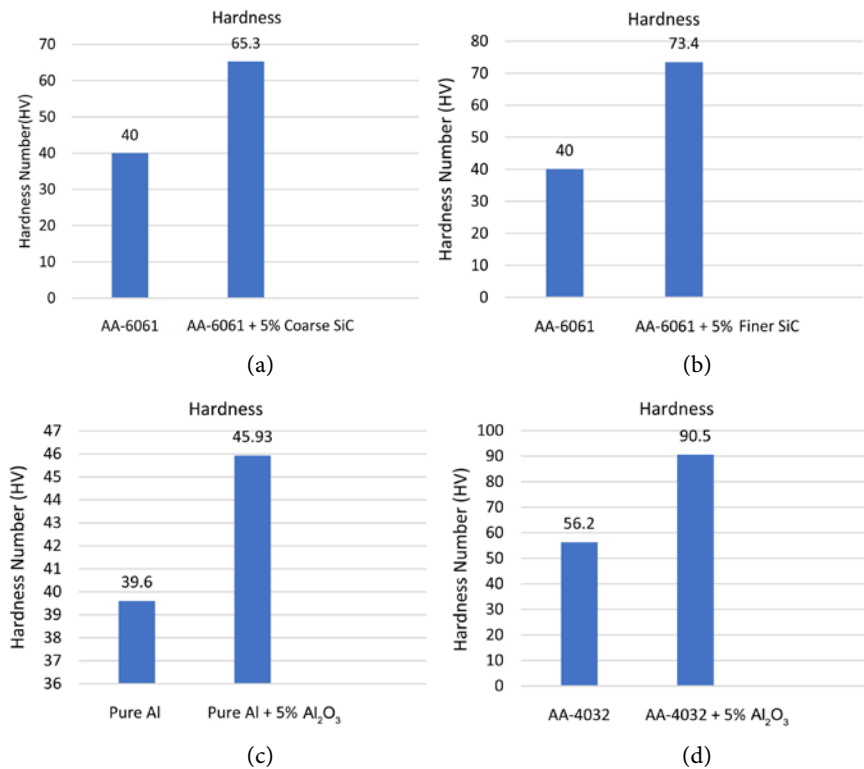 Hardness
Hardness Number(HV)
70
60
50
40
30
20
10
0
40
65.3
AA-6061
AA-6061 + 5% Coarse SiC
(a)
Hardness
Hardness Number (HV)
80
70
60
50
40
30
20
10
0
40
73.4
AA-6061
AA-6061 + 5%  Finer SiC
(b)
Hardness
Hardness Number (HV)
47
46
45
44
43
42
41
40
39
38
37
36
39.6
45.93
Pure Al
Pure Al + 5% Al₂O₃
(c)
Hardness
Hardness Number (HV)
100
90
80
70
60
50
40
30
20
10
0
56.2
90.5
AA-4032
AA-4032 + 5% Al₂O₃
(d)